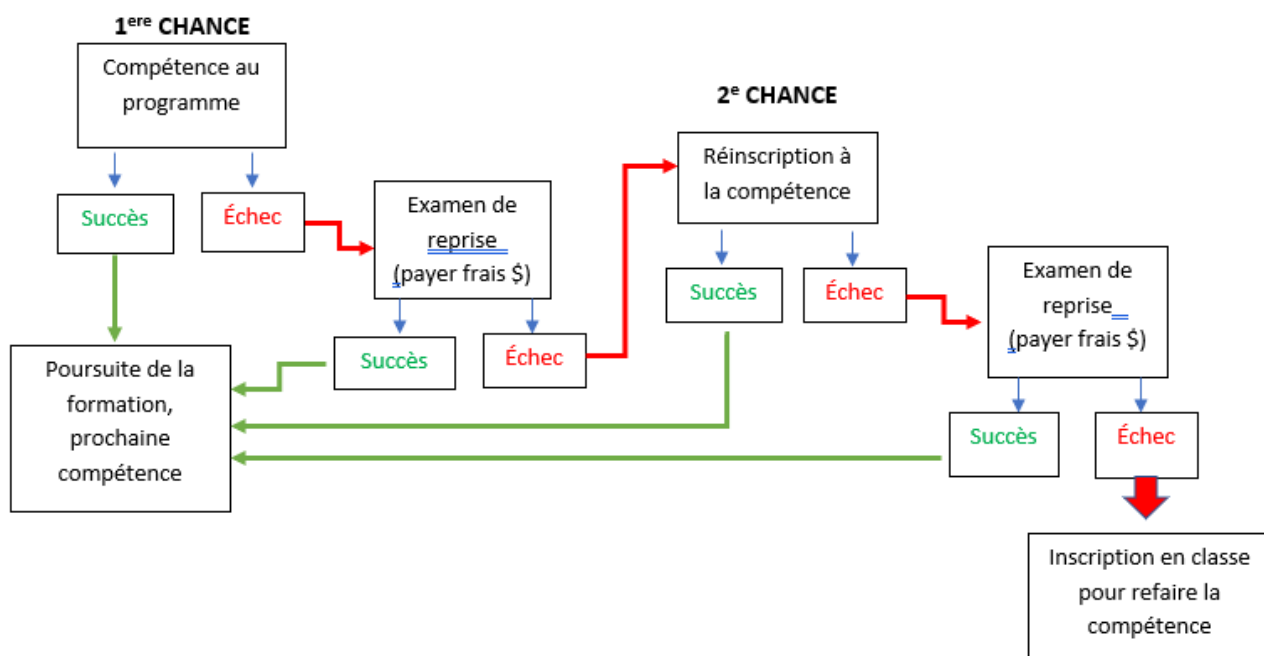 1ere CHANCE
Compétence au
programme
Succès
Échec
Examen de
reprise
(payer frais $)
Succès
Échec
2e CHANCE
Réinscription à
la compétence
Succès
Échec
Examen de
reprise
(payer frais $)
Succès
Échec
Poursuite de la
formation,
prochaine
compétence
Inscription en classe
pour refaire la
compétence